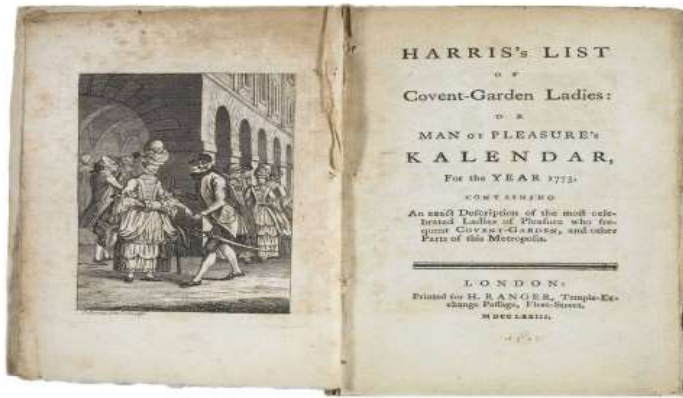 HARRIS's LIST
OF
Covent-Garden Ladies:
OR
MAN OF PLEASURE's
KALENDAR,
For the YEAR 1773.
CONTAINING
An exact Description of the most cele-
brated Ladies of Pleasure who fre-
quent COVENT-GARDEN, and other
Parts of this Metropolis.
LONDON:
Printed for H. RANGER, Temple-Ex-
change Passage, Fleet-Street.
MDCCLXXIII.